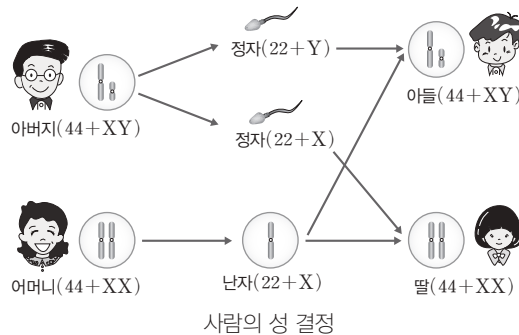 정자(22+Y)
아버지(44+XY)
아들(44+XY)
정자(22+X)
어머니(44+XX)
난자(22+X)
딸(44+XX)
사람의 성 결정